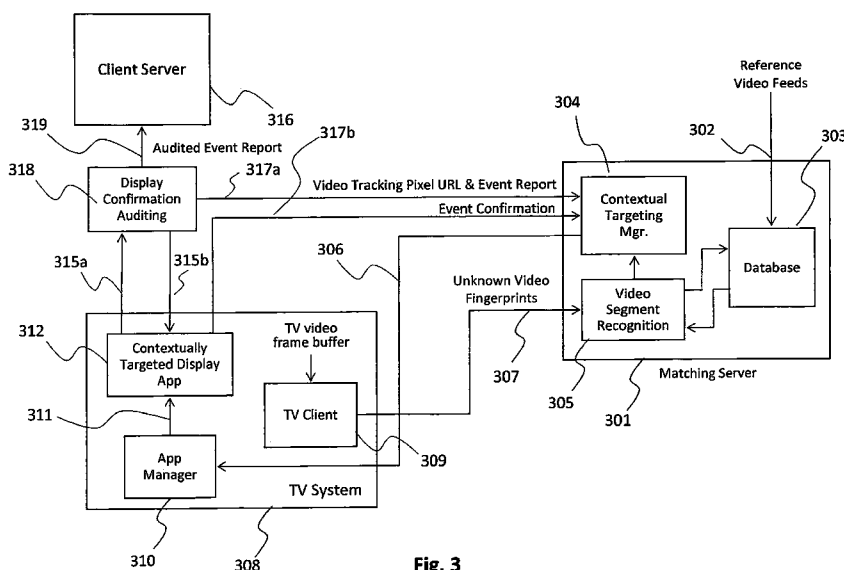 Client Server
316
319
Audited Event Report
317b
318
Display
Confirmation
Auditing
317a
Video Tracking Pixel URL & Event Report
Event Confirmation
315a
315b
306
Reference
Video Feeds
304
302
303
Contextual
Targeting
Mgr.
Database
Unknown Video
Fingerprints
307
Video
Segment
Recognition
305
301
Matching Server
312
Contextually
Targeted Display
App
TV video
frame buffer
311
TV Client
309
App
Manager
TV System
310
308
Fig. 3